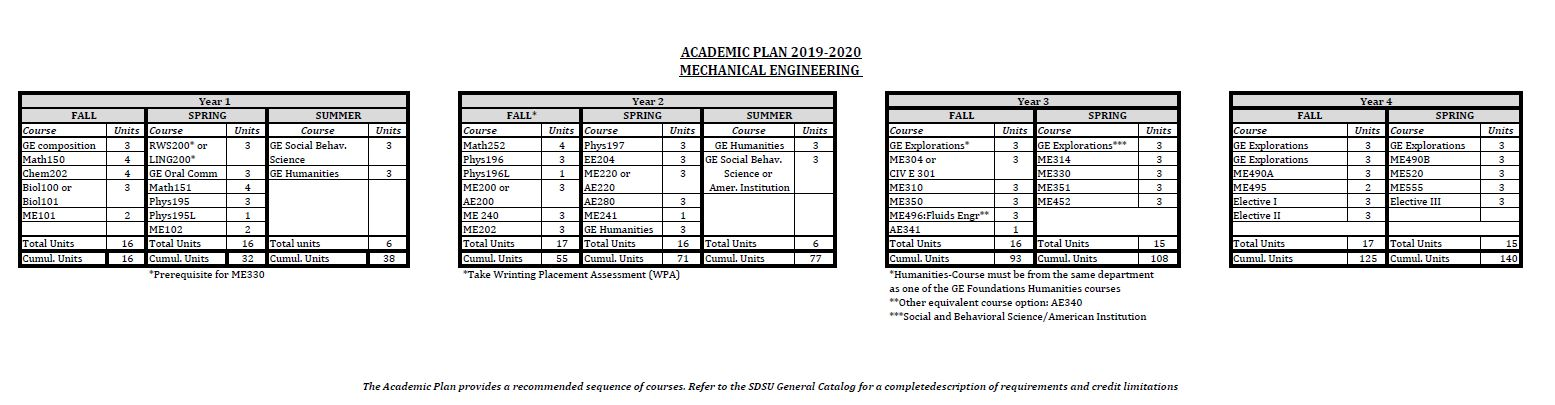 ACADEMIC PLAN 2019-2020
MECHANICAL ENGINEERING
Year 1
FALL SPRING SUMMER
Course Units Course Units Course Units
GE composition 3 RWS200* or 3 GE Social Behav. 3
Math150 4 LING200* Science
Chem202 4 GE Oral Comm 3 GE Humanities 3
Biol100 or 3 Math151 4
Biol101 Phys195 3
ME101 2 Phys195L 1
ME102 2
Total Units 16 Total Units 16 Total units 6
Cumul. Units 16 Cumul. Units 32 Cumul. Units 38
*Prerequisite for ME330
Year 2
FALL* SPRING SUMMER
Course Units Course Units Course Units
Math252 4 Phys197 3 GE Humanities 3
Phys196 3 EE204 3 GE Social Behav. 3
Phys196L 1 ME220 or 3 Science or
ME200 or 3 AE220 Amer. Institution
AE200 AE280 3
ME 240 3 ME241 1
ME202 3 GE Humanities 3
Total Units 17 Total Units 16 Total Units 6
Cumul. Units 55 Cumul. Units 71 Cumul. Units 77
*Take Wrinting Placement Assessment (WPA)
Year 3
FALL SPRING
Course Units Course Units
GE Explorations* 3 GE Explorations*** 3
ME304 or 3 ME314 3
CIV E 301 ME330 3
ME310 3 ME351 3
ME350 3 ME452 3
ME496:Fluids Engr** 3
AE341 1
Total Units 16 Total Units 15
Cumul. Units 93 Cumul. Units 108
*Humanities-Course must be from the same department
as one of the GE Foundations Humanities courses
**Other equivalent course option: AE340
***Social and Behavioral Science/American Institution
Year 4
FALL SPRING
Course Units Course Units
GE Explorations 3 GE Explorations 3
GE Explorations 3 ME490B 3
ME490A 3 ME520 3
ME495 2 ME555 3
Elective I 3 Elective III 3
Elective II 3
Total Units 17 Total Units 15
Cumul. Units 125 Cumul. Units 140
The Academic Plan provides a recommended sequence of courses. Refer to the SDSU General Catalog for a completedescription of requirements and credit limitations